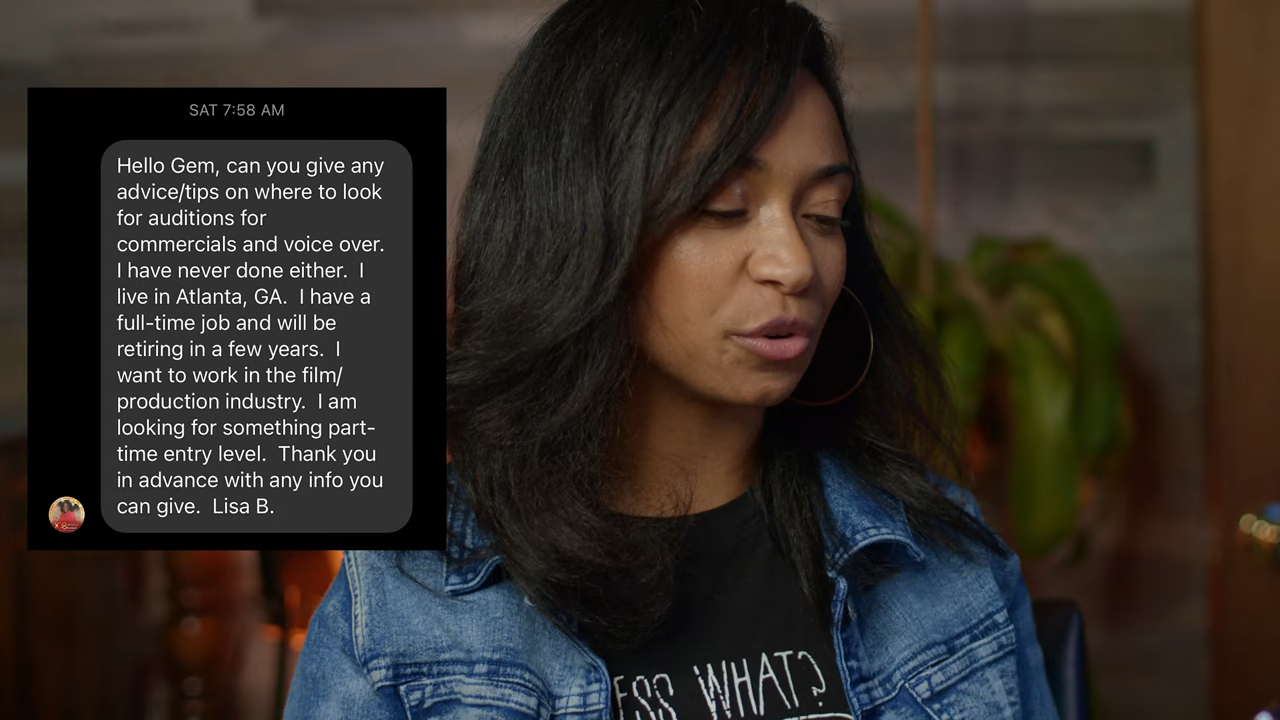 SAT 7:58 AM
Hello Gem, can you give any
advice/tips on where to look
for auditions for
commercials and voice over.
I have never done either.  I
live in Atlanta, GA.  I have a
full-time job and will be
retiring in a few years.  I
want to work in the film/
production industry.  I am
looking for something part-
time entry level.  Thank you
in advance with any info you
can give.  Lisa B.
ESS WHAT?